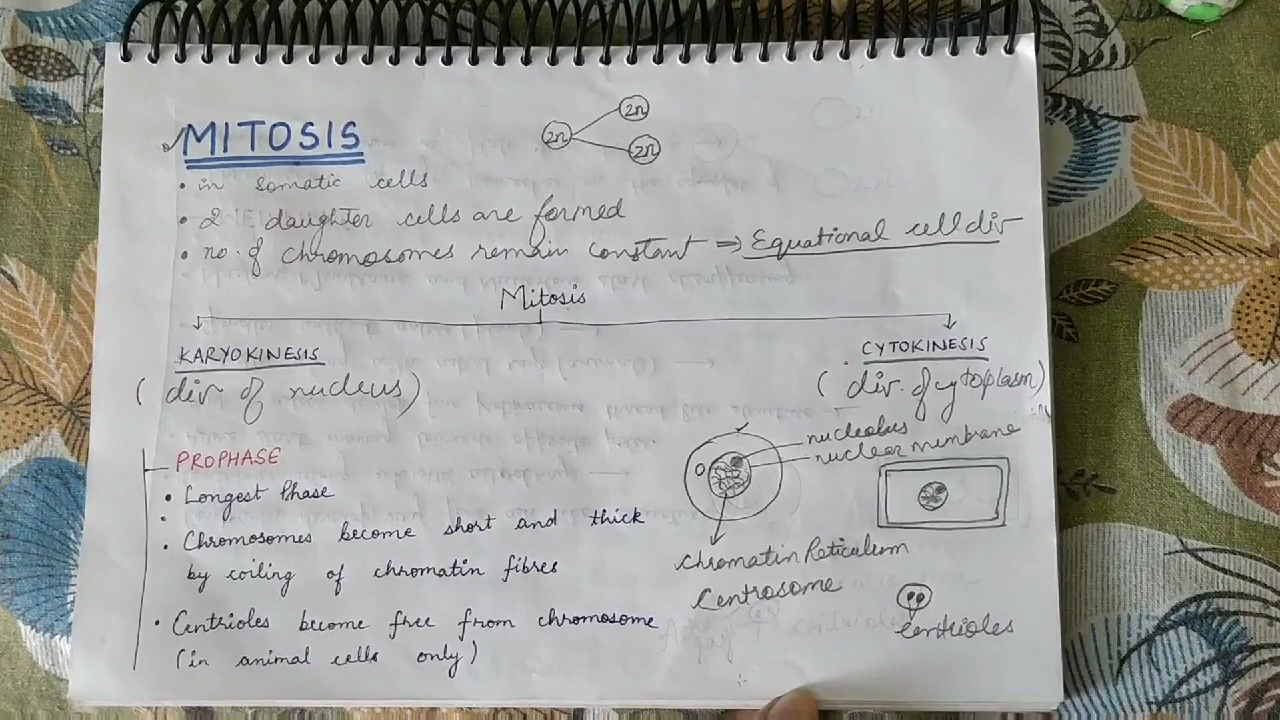 MITOSIS
2n
2n
2n
• in somatic cells
• 2 daughter cells are formed
• no. of chromosomes remain constant ⇒ Equational cell div
Mitosis
KARYOKINESIS
(div. of nucleus)
CYTOKINESIS
(div. of cytoplasm)
PROPHASE
• Longest Phase
• Chromosomes become short and thick
by coiling of chromatin fibres
• Centrioles become free from chromosome
(in animal cells only)
nucleolus
nuclear membrane
Chromatin Reticulum
Centrosome
Centrioles